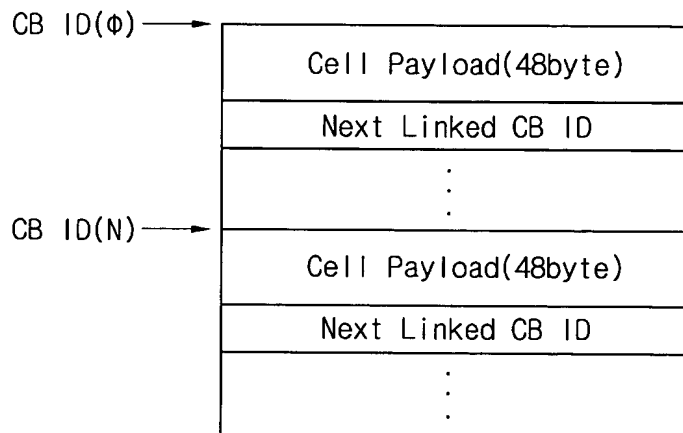 CB ID(Φ)
Cell Payload(48byte)
Next Linked CB ID
CB ID(N)
Cell Payload(48byte)
Next Linked CB ID